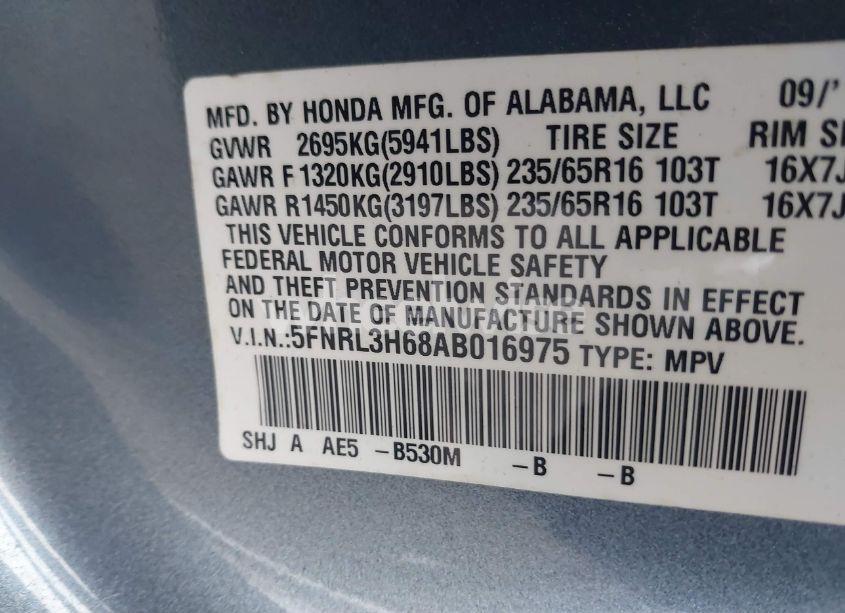 MFD. BY HONDA MFG. OF ALABAMA, LLC 09/'
GVWR 2695KG(5941LBS) TIRE SIZE RIM
GAWR F 1320KG(2910LBS) 235/65R16 103T 16X7J
GAWR R1450KG(3197LBS) 235/65R16 103T 16X7J
THIS VEHICLE CONFORMS TO ALL APPLICABLE
FEDERAL MOTOR VEHICLE SAFETY
AND THEFT PREVENTION STANDARDS IN EFFECT
ON THE DATE OF MANUFACTURE SHOWN ABOVE.
V.I.N.:5FNRL3H68AB016975 TYPE: MPV
SHJ A AE5 -B530M -B -B